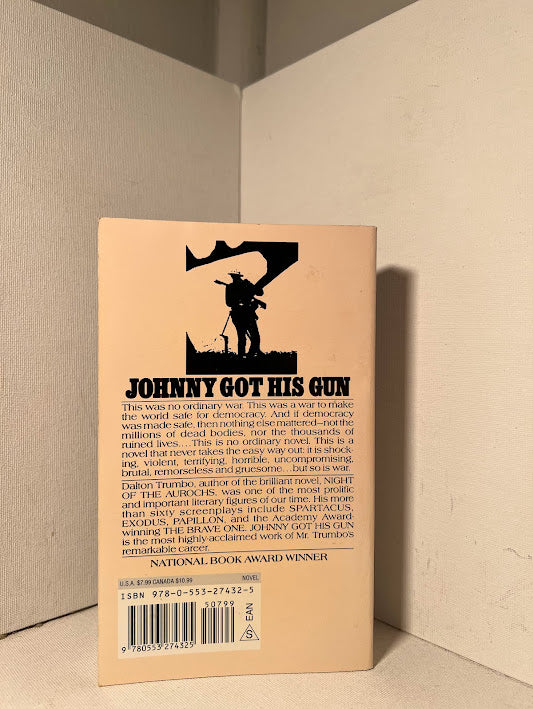 JOHNNY GOT HIS GUN
This was no ordinary war. This was a war to make
the world safe for democracy. And if democracy
was made safe, then nothing else mattered—not the
millions of dead bodies, nor the thousands of
ruined lives....This is no ordinary novel. This is a
novel that never takes the easy way out: it is shock-
ing, violent, terrifying, horrible, uncompromising,
brutal, remorseless and gruesome...but so is war.
Dalton Trumbo, author of the brilliant novel, NIGHT
OF THE AUROCHS, was one of the most prolific
and important literary figures of our time. His more
than sixty screenplays include SPARTACUS,
EXODUS, PAPILLON, and the Academy Award-
winning THE BRAVE ONE. JOHNNY GOT HIS GUN
is the most highly-acclaimed work of Mr. Trumbo's
remarkable career.
NATIONAL BOOK AWARD WINNER
U.S.A. $7.99 CANADA $10.99 NOVEL
ISBN 978-0-553-27432-5
50799
9 780553 274325
S EAN